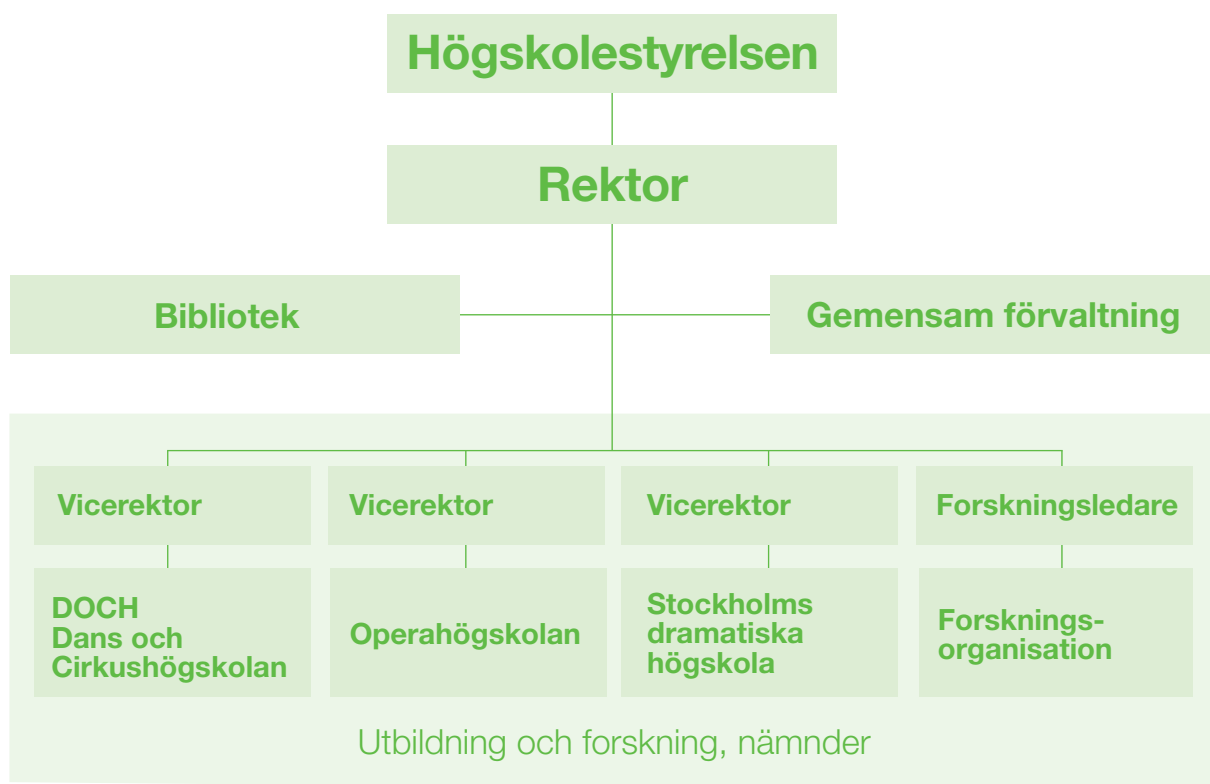 Högskolestyrelsen
Rektor
Bibliotek
Gemensam förvaltning
Vicerektor
Vicerektor
Vicerektor
Forskningsledare
DOCH
Dans och
Cirkushögskolan
Operahögskolan
Stockholms
dramatiska
högskola
Forsknings-
organisation
Utbildning och forskning, nämnder